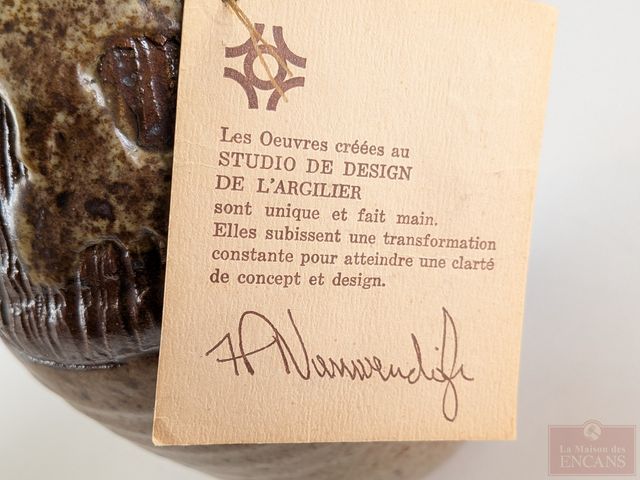 Les Oeuvres créées au
STUDIO DE DESIGN
DE L'ARGILIER
sont unique et fait main.
Elles subissent une transformation
constante pour atteindre une clarté
de concept et design.
La Maison des
ENCANS